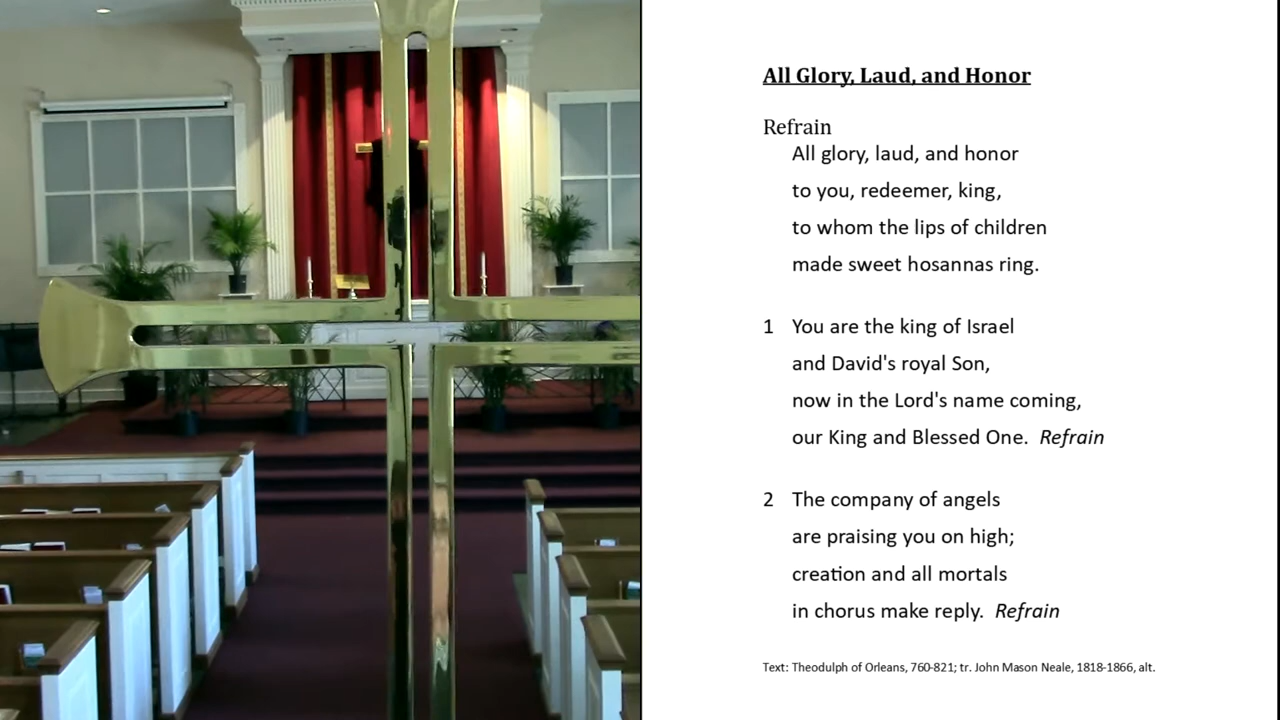 All Glory, Laud, and Honor
Refrain
All glory, laud, and honor
to you, redeemer, king,
to whom the lips of children
made sweet hosannas ring.
1 You are the king of Israel
and David's royal Son,
now in the Lord's name coming,
our King and Blessed One. Refrain
2 The company of angels
are praising you on high;
creation and all mortals
in chorus make reply. Refrain
Text: Theodulph of Orleans, 760-821; tr. John Mason Neale, 1818-1866, alt.